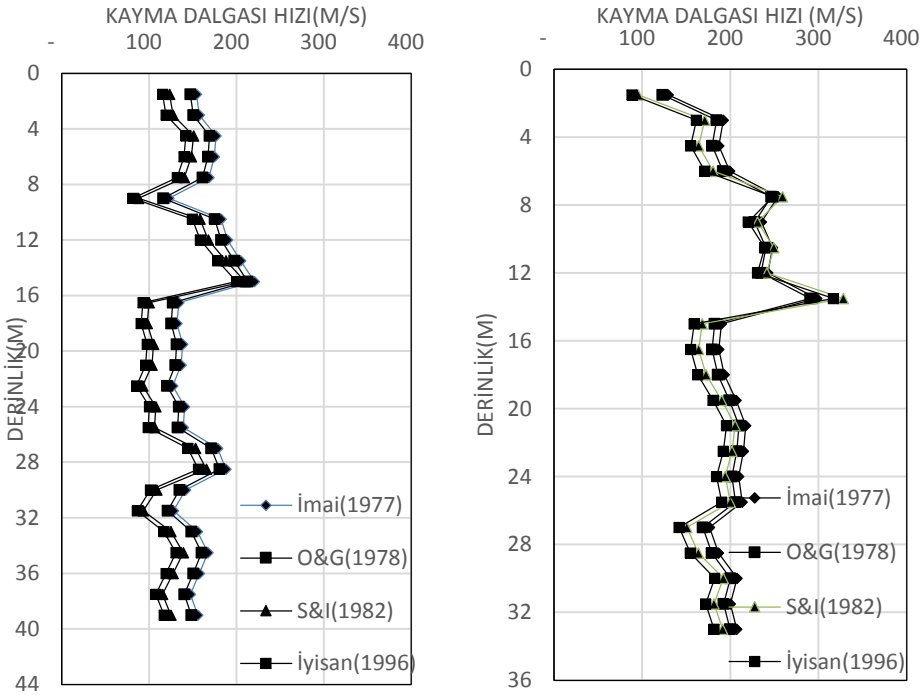 KAYMA DALGASI HIZI(M/S)
- 100 200 300 400
0
4
8
12
16
20
24
28
32
36
40
44
DERİNLİK(M)
İmai(1977)
O&G(1978)
S&I(1982)
İyisan(1996)
KAYMA DALGASI HIZI (M/S)
- 100 200 300 400
0
4
8
12
16
20
24
28
32
36
DERİNLİK(M)
İmai(1977)
O&G(1978)
S&I(1982)
İyisan(1996)